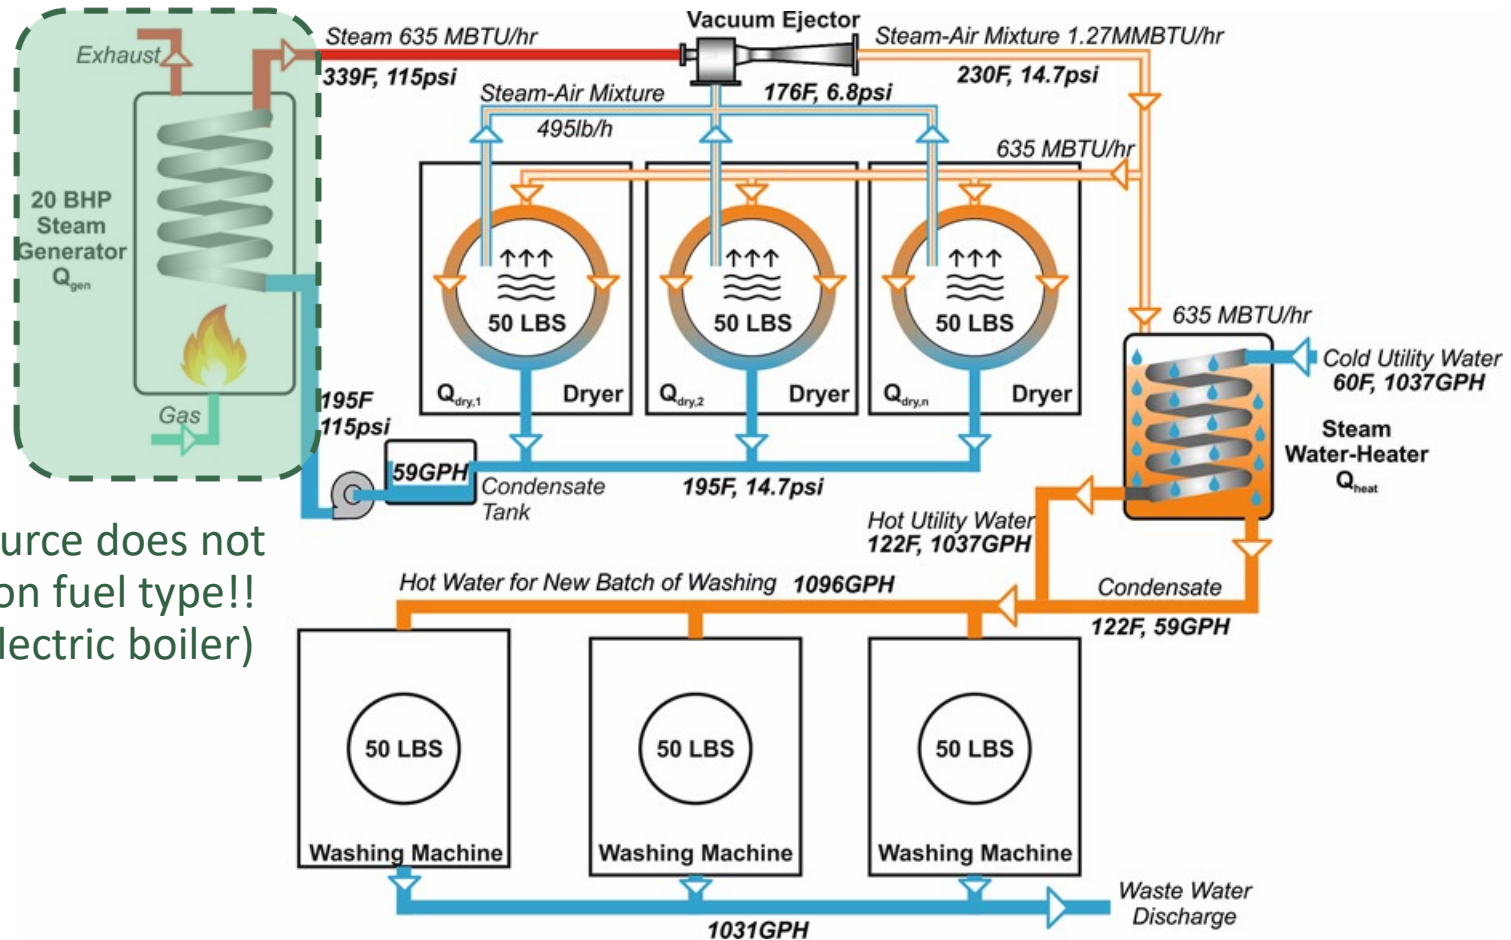 Vacuum Ejector
Exhaust
Steam 635 MBTU/hr
339F, 115psi
Steam-Air Mixture 1.27MMBTU/hr
230F, 14.7psi
176F, 6.8psi
Steam-Air Mixture
495lb/h
635 MBTU/hr
20 BHP
Steam
Generator
Qgen
Gas
195F
115psi
50 LBS
Qdry,1 Dryer
50 LBS
Qdry,2 Dryer
50 LBS
Qdry,n Dryer
59GPH
Condensate
Tank
195F, 14.7psi
635 MBTU/hr
Cold Utility Water
60F, 1037GPH
Steam
Water-Heater
Qheat
Hot Utility Water
122F, 1037GPH
Condensate
122F, 59GPH
ource does not
on fuel type!!
lectric boiler)
Hot Water for New Batch of Washing 1096GPH
50 LBS
Washing Machine
50 LBS
Washing Machine
50 LBS
Washing Machine
1031GPH
Waste Water
Discharge